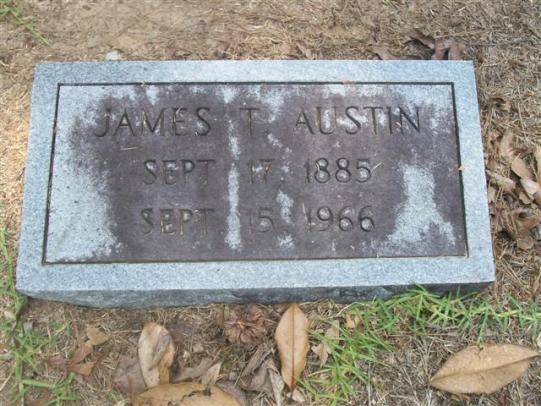 JAMES T. AUSTIN
SEPT 17, 1885
SEPT. 15, 1966